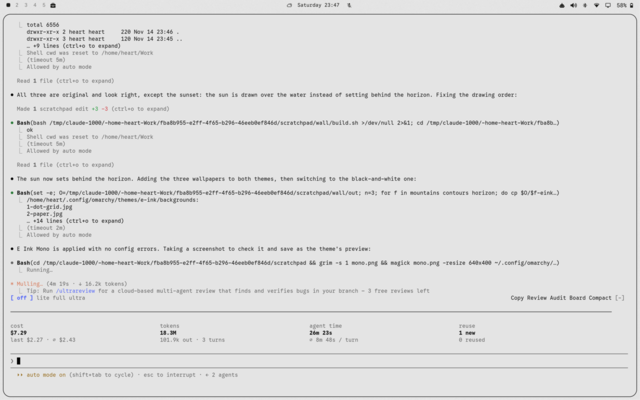 1 2 3 4 5
Saturday 23:47
58%
total 6556
drwxr-xr-x 2 heart heart 220 Nov 14 23:46 .
drwxr-xr-x 3 heart heart 120 Nov 14 23:45 ..
… +9 lines (ctrl+o to expand)
Shell cwd was reset to /home/heart/Work
(timeout 5m)
Allowed by auto mode
Read 1 file (ctrl+o to expand)
● All three are original and look right, except the sunset: the sun is drawn over the water instead of setting behind the horizon. Fixing the drawing order:
Made 1 scratchpad edit +3 -3 (ctrl+o to expand)
● Bash(bash /tmp/claude-1000/-home-heart-Work/fba8b955-e2ff-4f65-b296-46eeb0ef846d/scratchpad/wall/build.sh >/dev/null 2>&1; cd /tmp/claude-1000/-home-heart-Work/fba8b…)
ok
Shell cwd was reset to /home/heart/Work
(timeout 5m)
Allowed by auto mode
Read 1 file (ctrl+o to expand)
● The sun now sets behind the horizon. Adding the three wallpapers to both themes, then switching to the black-and-white one:
● Bash(set -e; O=/tmp/claude-1000/-home-heart-Work/fba8b955-e2ff-4f65-b296-46eeb0ef846d/scratchpad/wall/out; n=3; for f in mountains contours horizon; do cp $O/$f-eink…)
/home/heart/.config/omarchy/themes/e-ink/backgrounds:
1-dot-grid.jpg
2-paper.jpg
… +14 lines (ctrl+o to expand)
(timeout 2m)
Allowed by auto mode
● E Ink Mono is applied with no config errors. Taking a screenshot to check it and save as the theme's preview:
● Bash(cd /tmp/claude-1000/-home-heart-Work/fba8b955-e2ff-4f65-b296-46eeb0ef846d/scratchpad && grim -s 1 mono.png && magick mono.png -resize 640x400 ~/.config/omarchy/…)
Running…
Mulling… (4m 19s · ↓ 16.2k tokens)
Tip: Run /ultrareview for a cloud-based multi-agent review that finds and verifies bugs in your branch — 3 free reviews left
[ off ] lite full ultra
Copy Review Audit Board Compact [−]
cost tokens agent time reuse
$7.29 10.3M 26m 23s 1 new
last $2.27 · ≈ $2.43 101.9k out · 3 turns ≈ 8m 48s / turn 0 reused
❯
auto mode on (shift+tab to cycle) · esc to interrupt · ← 2 agents